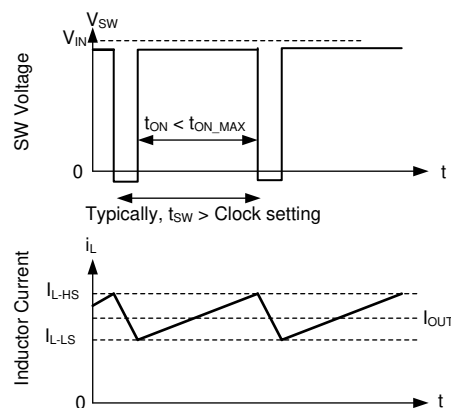 V_SW
V_IN
SW Voltage
t_ON < t_ON_MAX
0
t
Typically, t_SW > Clock setting
i_L
Inductor Current
I_L-HS
I_OUT
I_L-LS
0
t